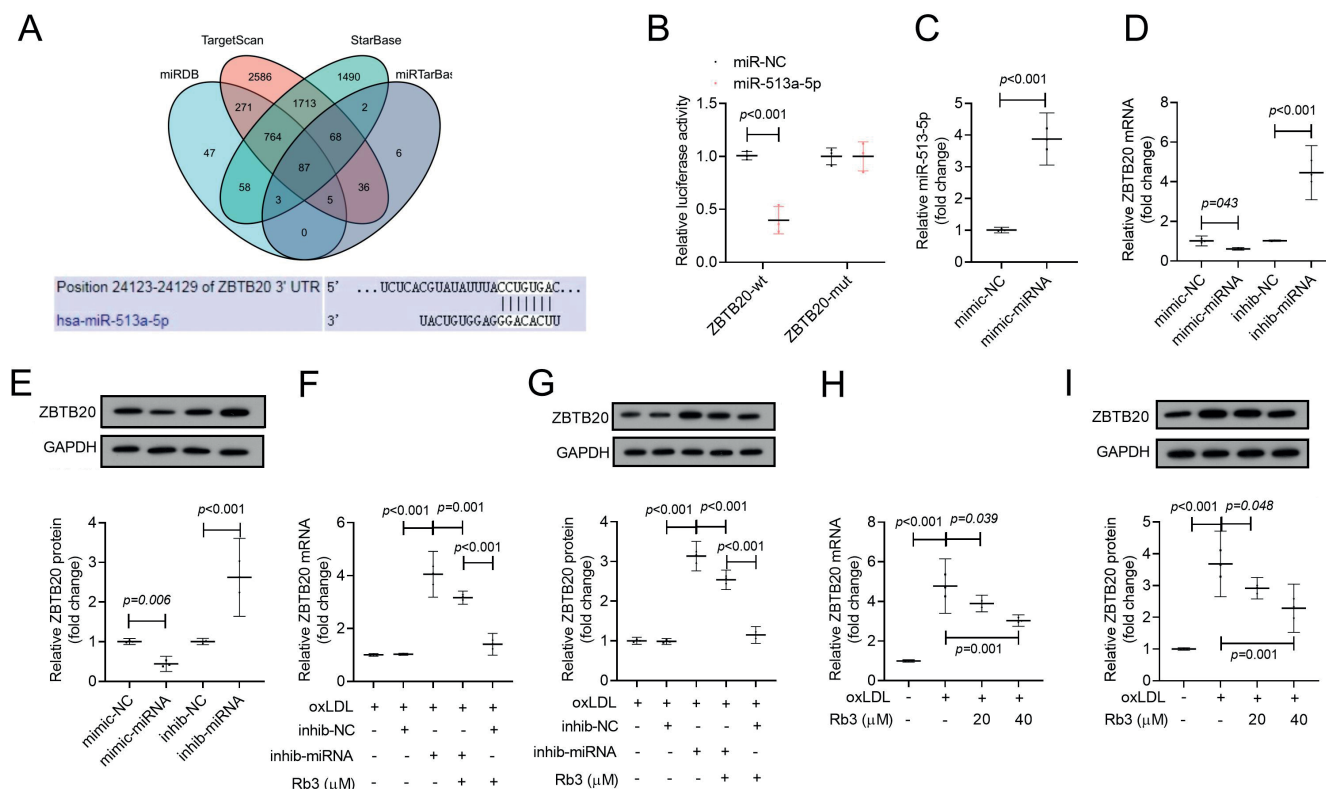 A
TargetScan
StarBase
miRDB
miRTarBas
2586
1490
271
1713
2
764
68
47
6
87
58
36
3
5
0
Position 24123-24129 of ZBTB20 3' UTR 5' ...UCUCACGUAUAUUUACCUGUGAC...
hsa-miR-513a-5p 3' UACUGUGGAGGGACACUU
B
miR-NC
miR-513a-5p
Relative luciferase activity
1.5
1.0
0.5
0.0
p<0.001
ZBTB20-wt
ZBTB20-mut
C
Relative miR-513-5p
(fold change)
5
4
3
2
1
0
p<0.001
mimic-NC
mimic-miRNA
D
Relative ZBTB20 mRNA
(fold change)
8
6
4
2
0
p=043
p<0.001
mimic-NC
mimic-miRNA
inhib-NC
inhib-miRNA
E
ZBTB20
GAPDH
Relative ZBTB20 protein
(fold change)
4
3
2
1
0
p=0.006
p<0.001
mimic-NC
mimic-miRNA
inhib-NC
inhib-miRNA
F
Relative ZBTB20 mRNA
(fold change)
6
4
2
0
p<0.001 p=0.001
p<0.001
oxLDL + + + + +
inhib-NC - + - - +
inhib-miRNA - - + + -
Rb3 (μM) - - - + +
G
ZBTB20
GAPDH
Relative ZBTB20 protein
(fold change)
4
3
2
1
0
p<0.001 p<0.001
p<0.001
oxLDL + + + + +
inhib-NC - + - - +
inhib-miRNA - - + + -
Rb3 (μM) - - - + +
H
Relative ZBTB20 mRNA
(fold change)
8
6
4
2
0
p<0.001 p=0.039
p=0.001
oxLDL - + + +
Rb3 (μM) - - 20 40
I
ZBTB20
GAPDH
Relative ZBTB20 protein
(fold change)
5
4
3
2
1
0
p<0.001 p=0.048
p=0.001
oxLDL - + + +
Rb3 (μM) - - 20 40